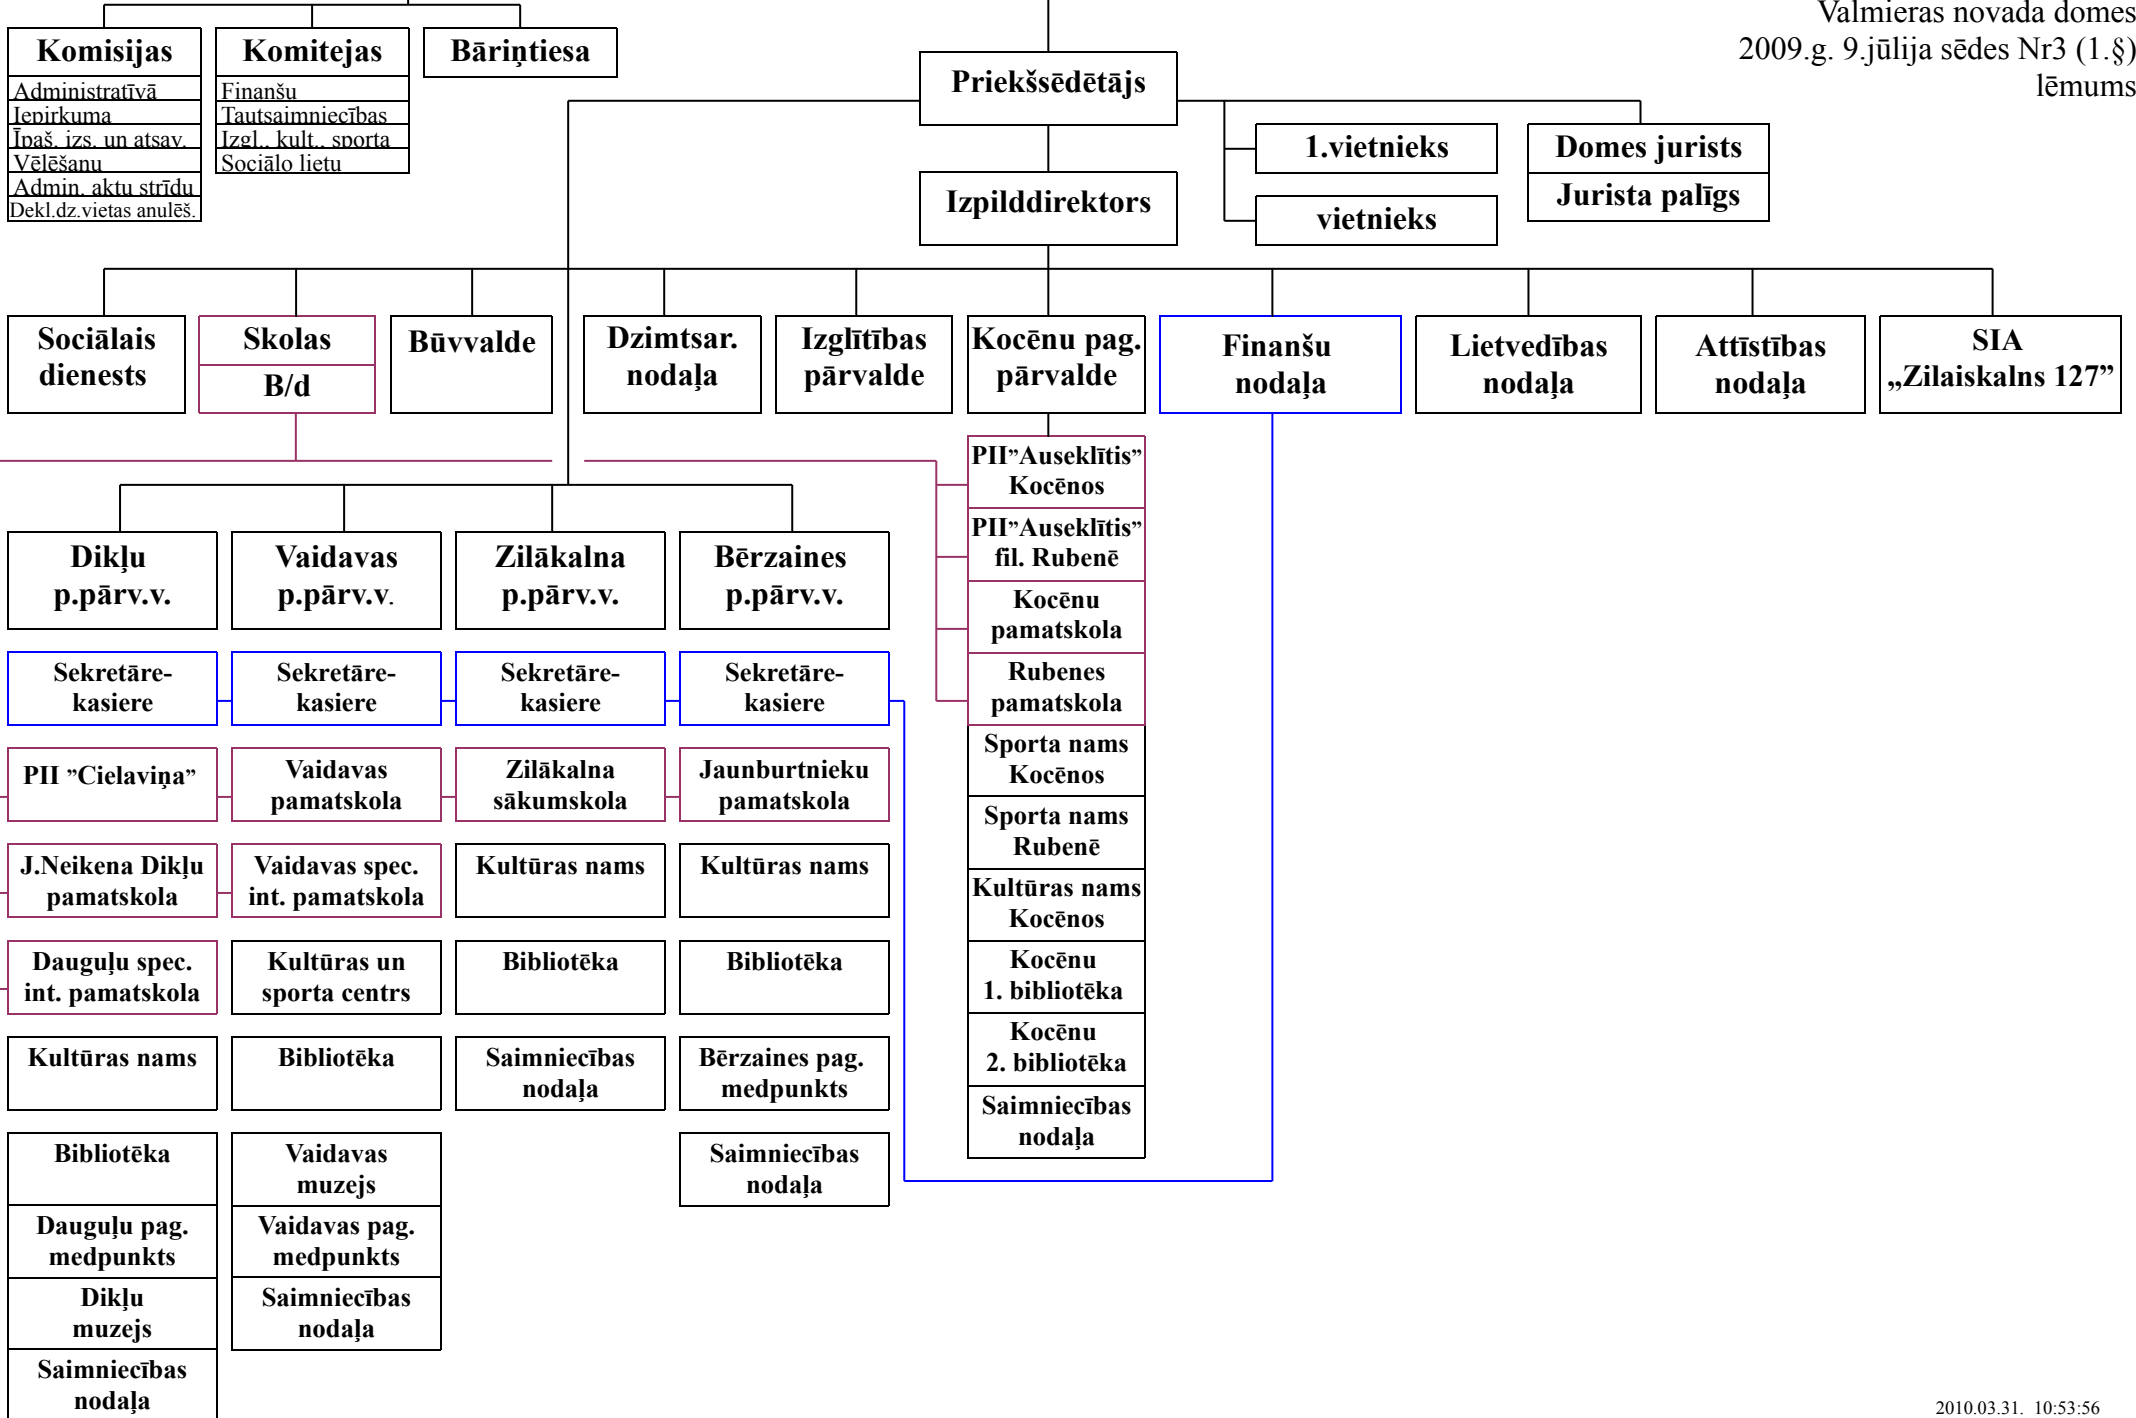 Valmieras novada domes
2009.g. 9.jūlija sēdes Nr3 (1.§)
lēmums
Komisijas
Administratīvā
Iepirkuma
Īpaš. izs. un atsav.
Vēlēšanu
Admin. aktu strīdu
Dekl.dz.vietas anulēš.
Komitejas
Finanšu
Tautsaimniecības
Izgl., kult., sporta
Sociālo lietu
Bāriņtiesa
Priekšsēdētājs
1.vietnieks
vietnieks
Domes jurists
Jurista palīgs
Izpilddirektors
Sociālais
dienests
Skolas
B/d
Būvvalde
Dzimtsar.
nodaļa
Izglītības
pārvalde
Kocēnu pag.
pārvalde
Finanšu
nodaļa
Lietvedības
nodaļa
Attīstības
nodaļa
SIA
„Zilaiskalns 127”
Dikļu
p.pārv.v.
Sekretāre-
kasiere
PII ”Cielaviņa”
J.Neikena Dikļu
pamatskola
Dauguļu spec.
int. pamatskola
Kultūras nams
Bibliotēka
Dauguļu pag.
medpunkts
Dikļu
muzejs
Saimniecības
nodaļa
Vaidavas
p.pārv.v.
Sekretāre-
kasiere
Vaidavas
pamatskola
Vaidavas spec.
int. pamatskola
Kultūras un
sporta centrs
Bibliotēka
Vaidavas
muzejs
Vaidavas pag.
medpunkts
Saimniecības
nodaļa
Zilākalna
p.pārv.v.
Sekretāre-
kasiere
Zilākalna
sākumskola
Kultūras nams
Bibliotēka
Saimniecības
nodaļa
Bērzaines
p.pārv.v.
Sekretāre-
kasiere
Jaunburtnieku
pamatskola
Kultūras nams
Bibliotēka
Bērzaines pag.
medpunkts
Saimniecības
nodaļa
PII”Auseklītis”
Kocēnos
PII”Auseklītis”
fil. Rubenē
Kocēnu
pamatskola
Rubenes
pamatskola
Sporta nams
Kocēnos
Sporta nams
Rubenē
Kultūras nams
Kocēnos
Kocēnu
1. bibliotēka
Kocēnu
2. bibliotēka
Saimniecības
nodaļa
2010.03.31. 10:53:56